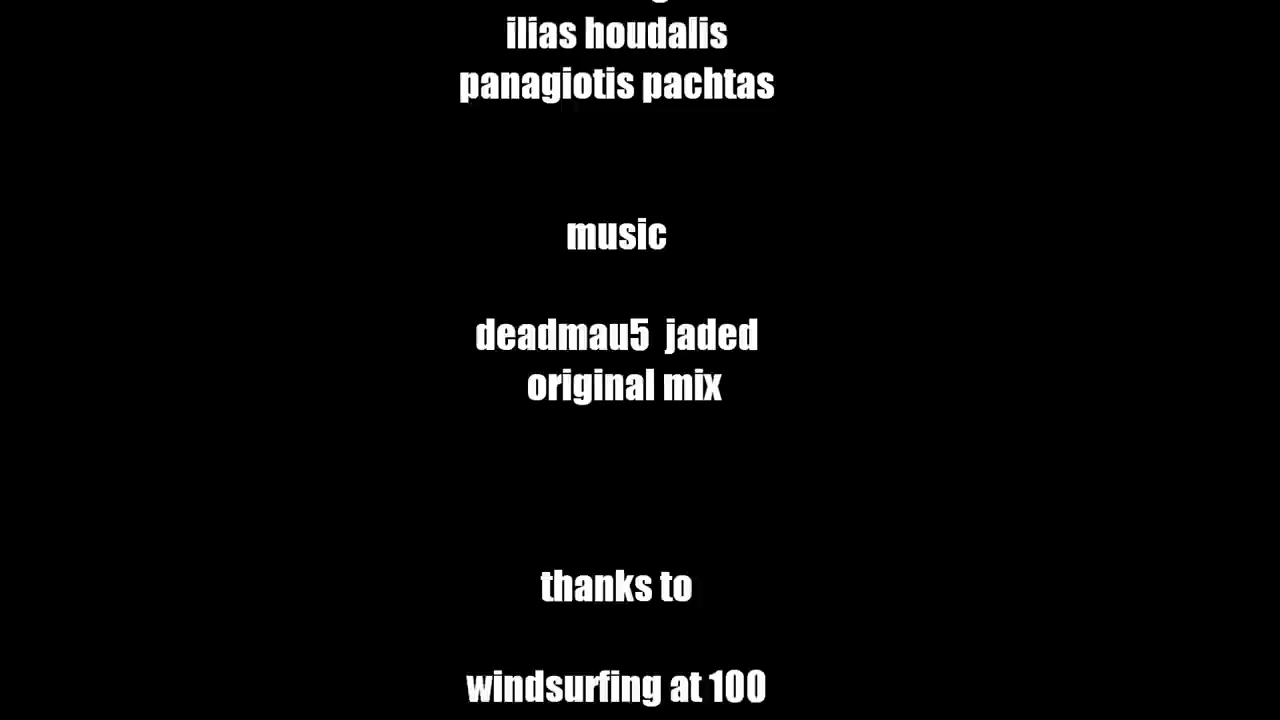 ilias houdalis
panagiotis pachtas
music
deadmau5 jaded
original mix
thanks to
windsurfing at 100